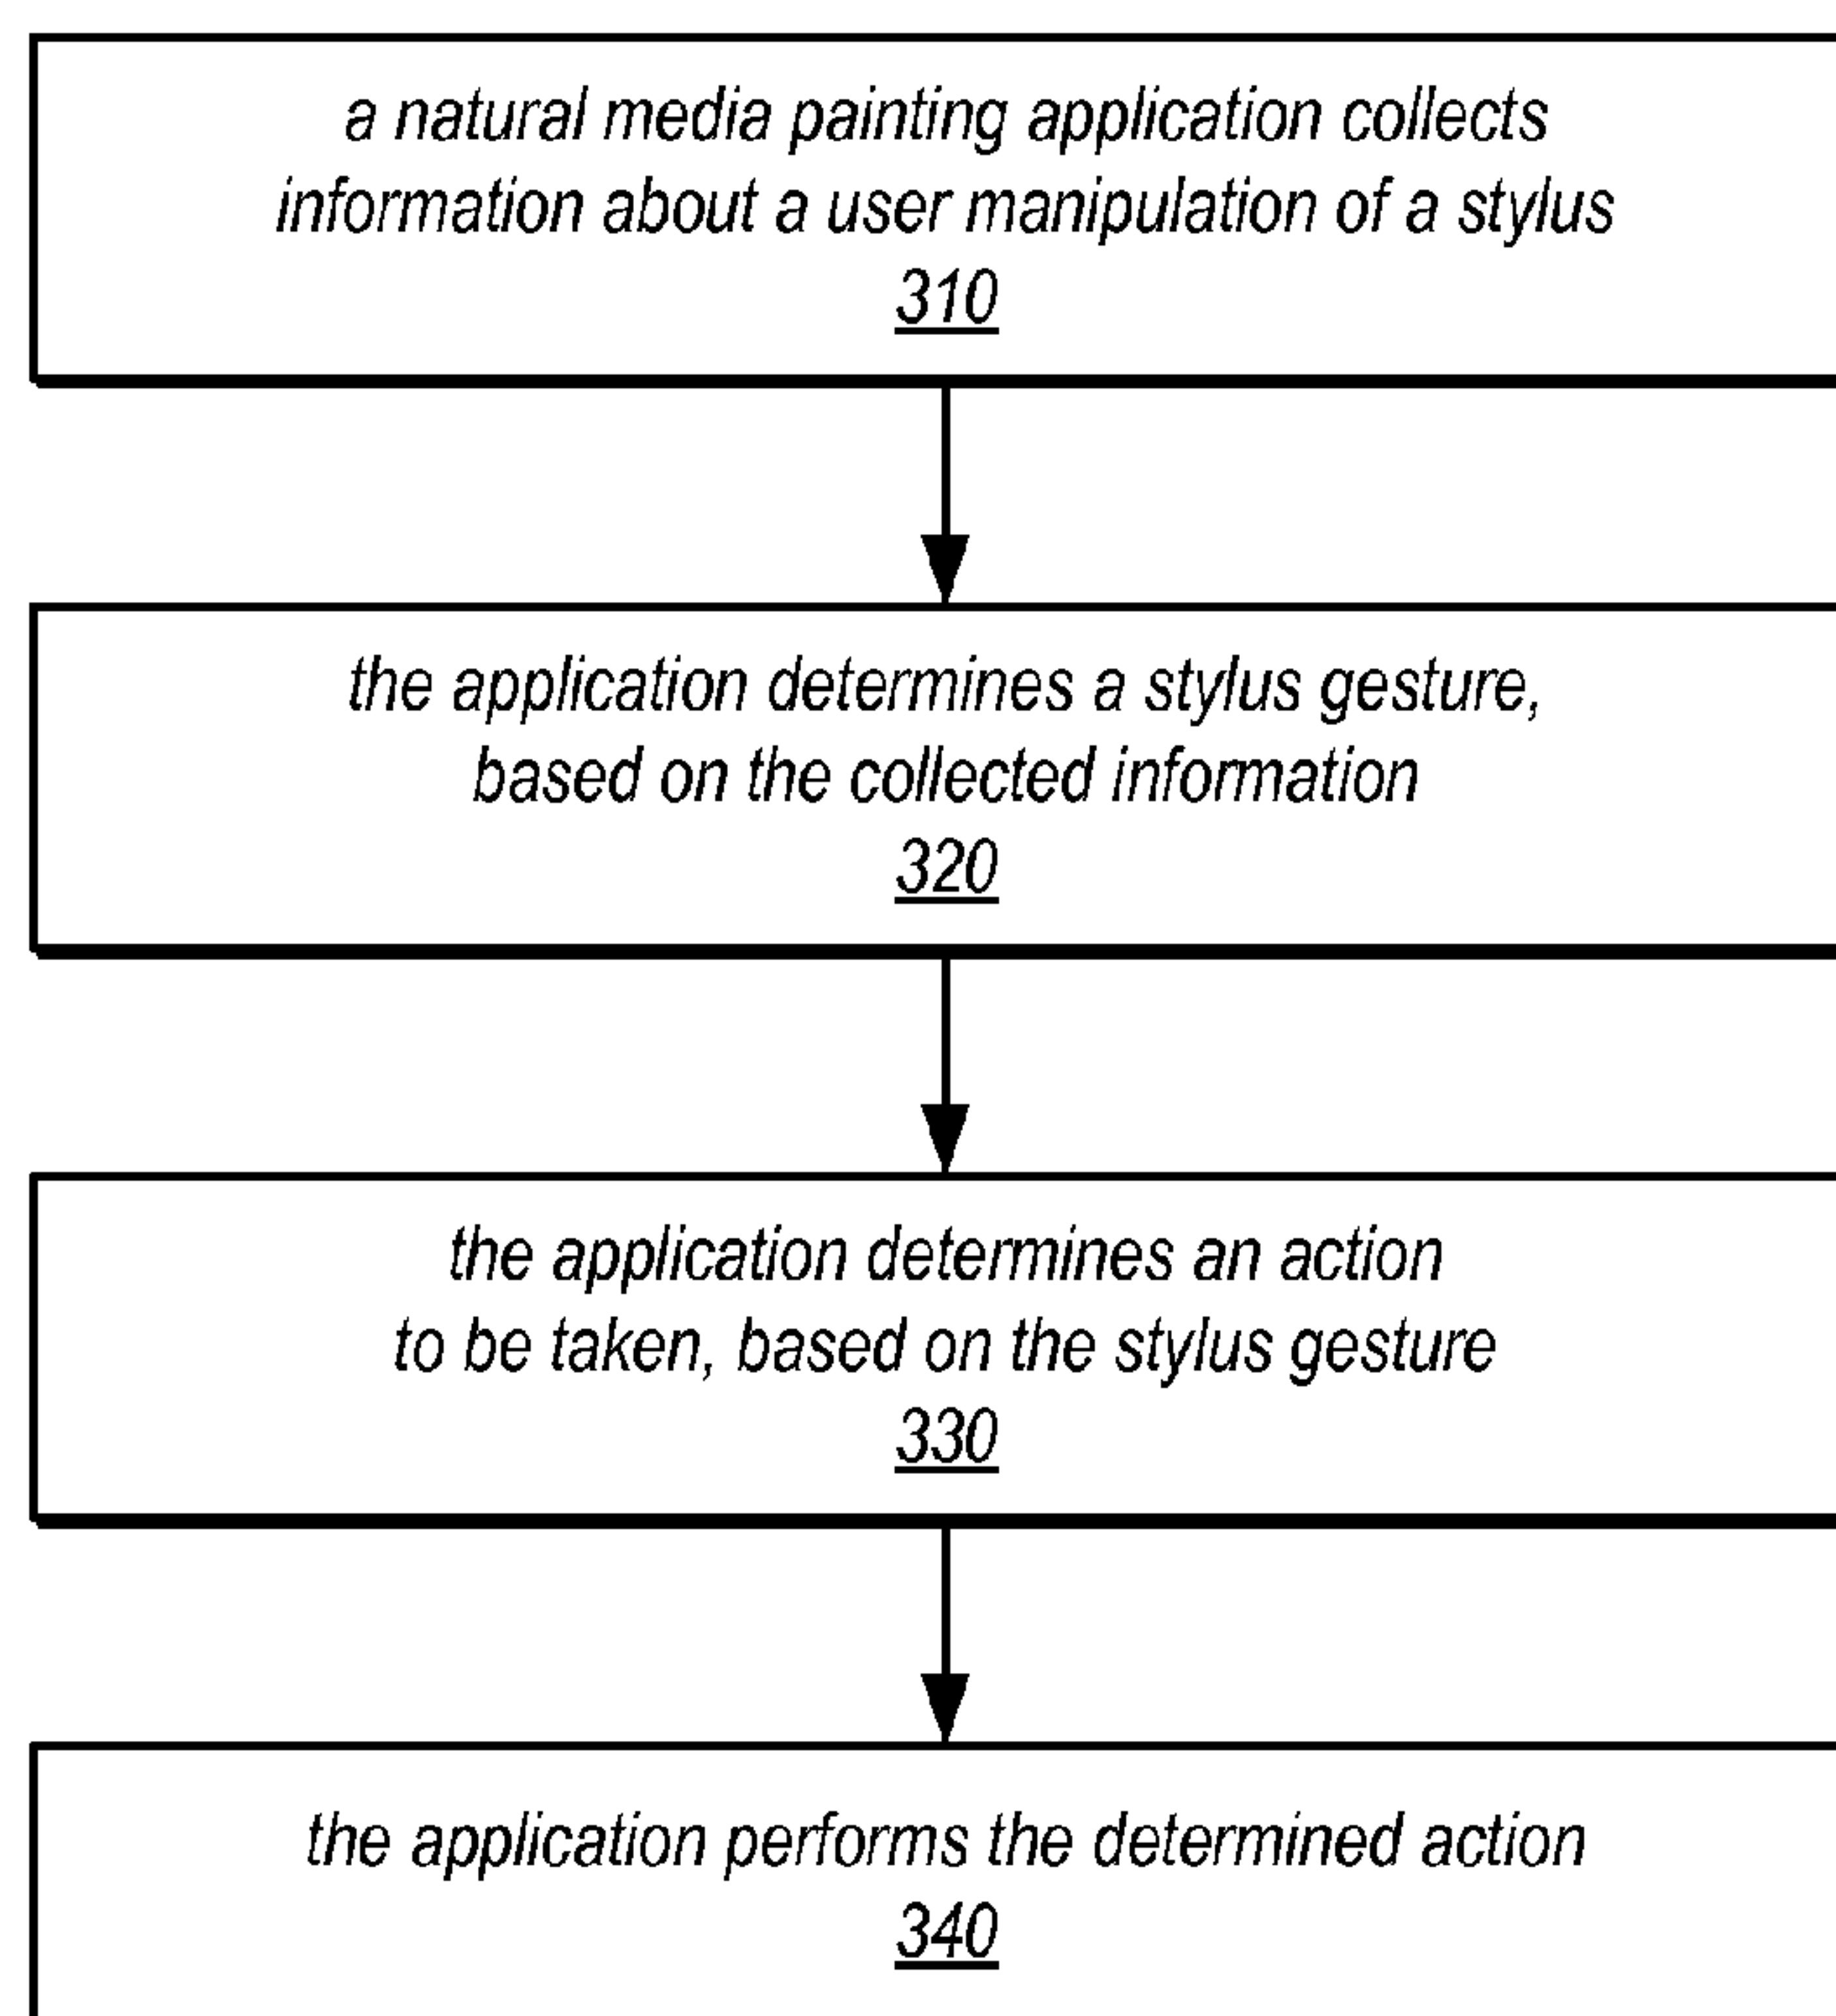 a natural media painting application collects
information about a user manipulation of a stylus
310
the application determines a stylus gesture,
based on the collected information
320
the application determines an action
to be taken, based on the stylus gesture
330
the application performs the determined action
340